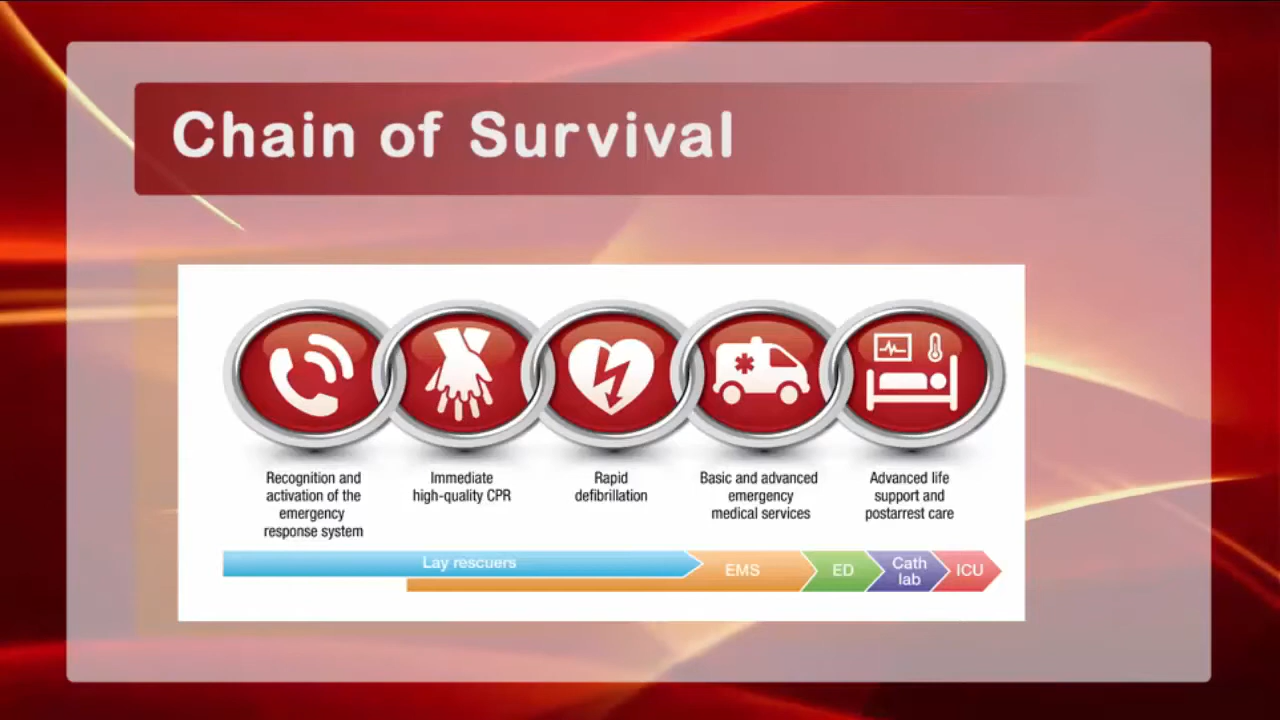 Chain of Survival
Recognition and
activation of the
emergency
response system
Immediate
high-quality CPR
Rapid
defibrillation
Basic and advanced
emergency
medical services
Advanced life
support and
postarrest care
Lay rescuers
EMS
ED
Cath
lab
ICU